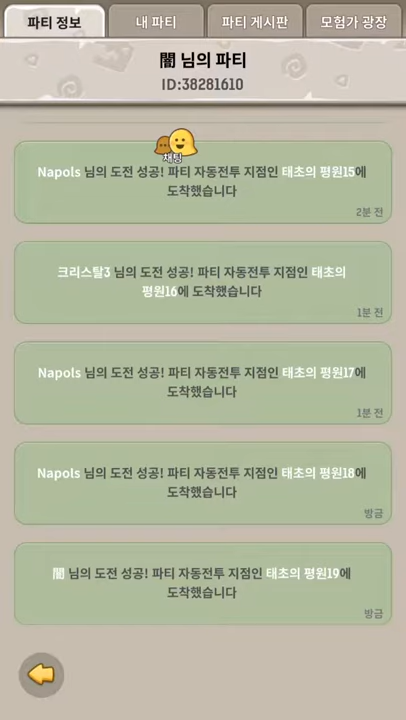 파티 정보
내 파티
파티 게시판
모험가 광장
闇 님의 파티
ID:38281610
채팅
Napols 님의 도전 성공! 파티 자동전투 지점인 태초의 평원15에
도착했습니다
2분 전
크리스탈3 님의 도전 성공! 파티 자동전투 지점인 태초의
평원16에 도착했습니다
1분 전
Napols 님의 도전 성공! 파티 자동전투 지점인 태초의 평원17에
도착했습니다
1분 전
Napols 님의 도전 성공! 파티 자동전투 지점인 태초의 평원18에
도착했습니다
방금
闇 님의 도전 성공! 파티 자동전투 지점인 태초의 평원19에
도착했습니다
방금